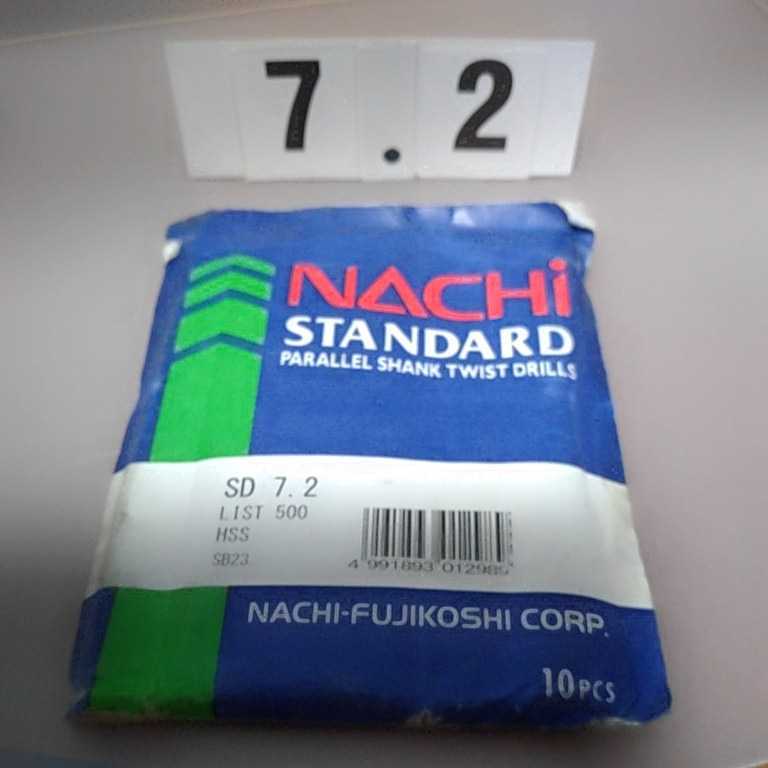 7.2
NACHi
STANDARD
PARALLEL SHANK TWIST DRILLS
SD 7.2
LIST 500
HSS
SB23
4 991893 012985
NACHI-FUJIKOSHI CORP.
10PCS